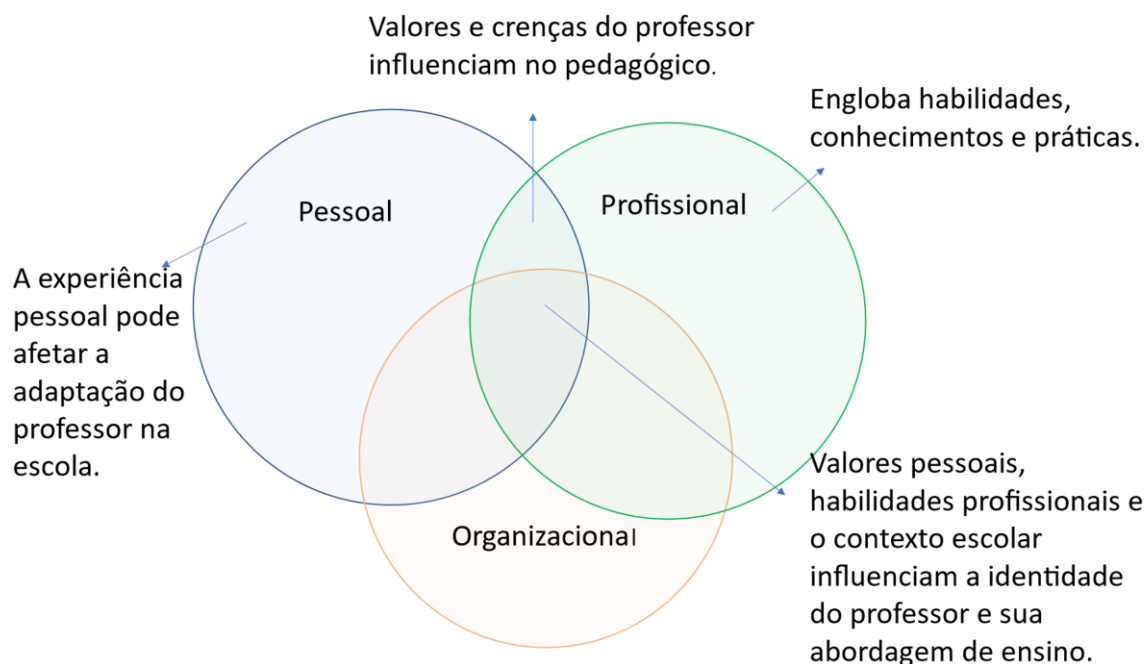 Valores e crenças do professor
influenciam no pedagógico.
Engloba habilidades,
conhecimentos e práticas.
Pessoal
Profissional
A experiência
pessoal pode
afetar a
adaptação do
professor na
escola.
Organizacional
Valores pessoais,
habilidades profissionais e
o contexto escolar
influenciam a identidade
do professor e sua
abordagem de ensino.